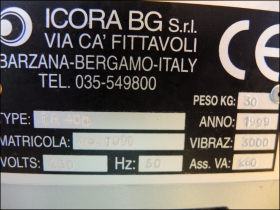 ICORA BG S.r.l.
VIA CA' FITTAVOLI
BARZANA-BERGAMO-ITALY
TEL. 035-549800
CE
PESO KG: 30
TYPE:
ANNO: 1999
MATRICOLA:
VIBRAZ: 3000
VOLTS: Hz: 50
Ass. VA: